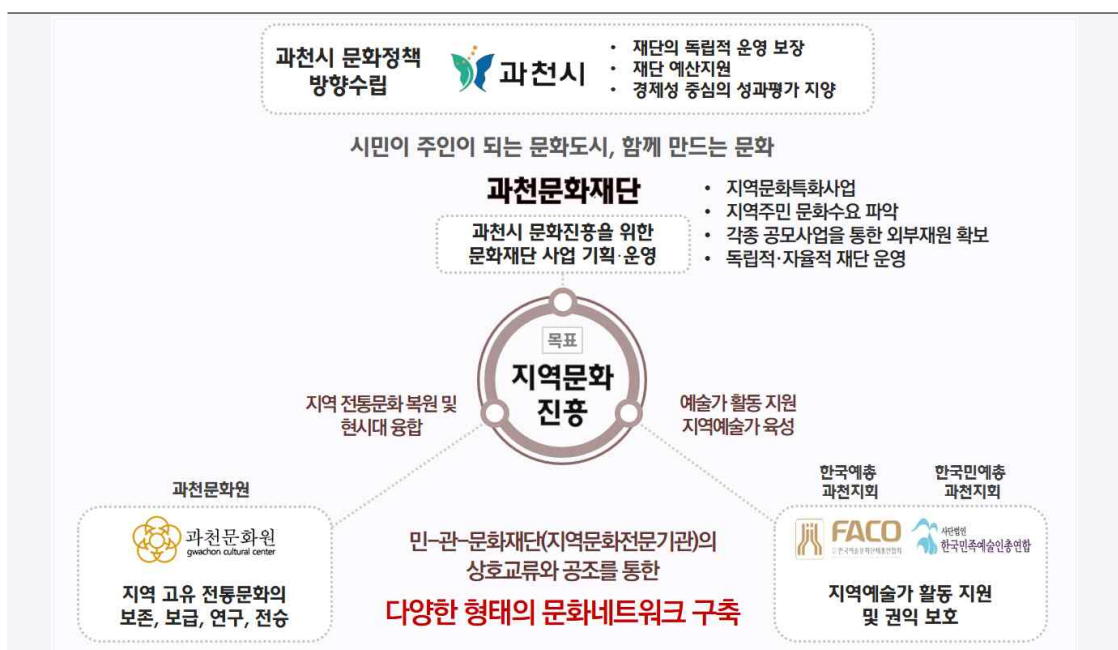 과천시 문화정책
방향수립
과천시
• 재단의 독립적 운영 보장
• 재단 예산지원
• 경제성 중심의 성과평가 지양
시민이 주인이 되는 문화도시, 함께 만드는 문화
과천문화재단
과천시 문화진흥을 위한
문화재단 사업 기획·운영
• 지역문화특화사업
• 지역주민 문화수요 파악
• 각종 공모사업을 통한 외부재원 확보
• 독립적·자율적 재단 운영
목표
지역문화
진흥
지역 전통문화 복원 및
현시대 융합
예술가 활동 지원
지역예술가 육성
과천문화원
과천문화원
gwachon cultural center
지역 고유 전통문화의
보존, 보급, 연구, 전승
민-관-문화재단(지역문화전문기관)의
상호교류와 공조를 통한
다양한 형태의 문화네트워크 구축
한국예총
과천지회
한국민예총
과천지회
FACO
사단법인
한국민족예술인총연합
지역예술가 활동 지원
및 권익 보호